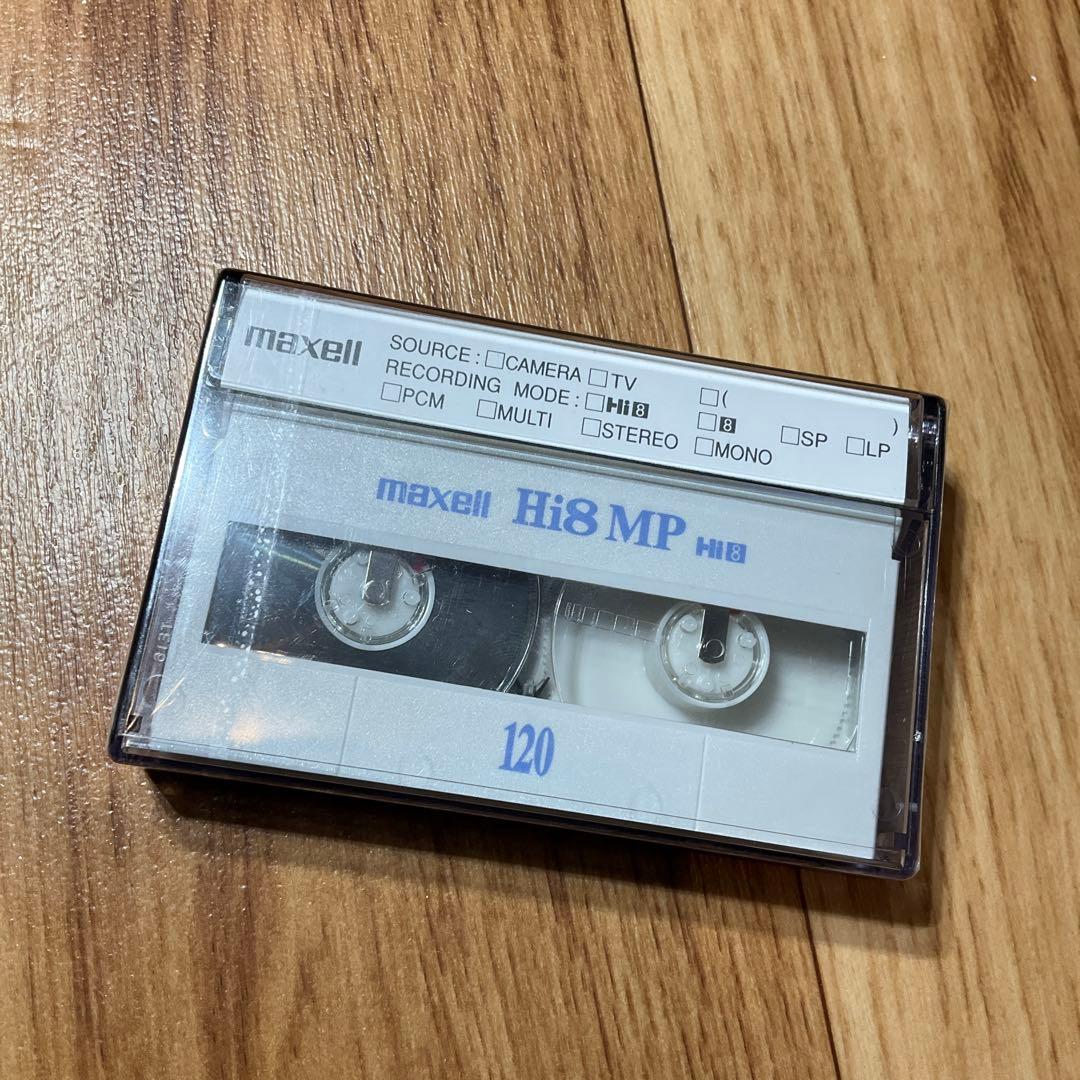 maxell
SOURCE : □CAMERA □TV □( )
RECORDING MODE : □Hi8 □8 □SP □LP
□PCM □MULTI □STEREO □MONO
maxell Hi8 MP Hi8
120